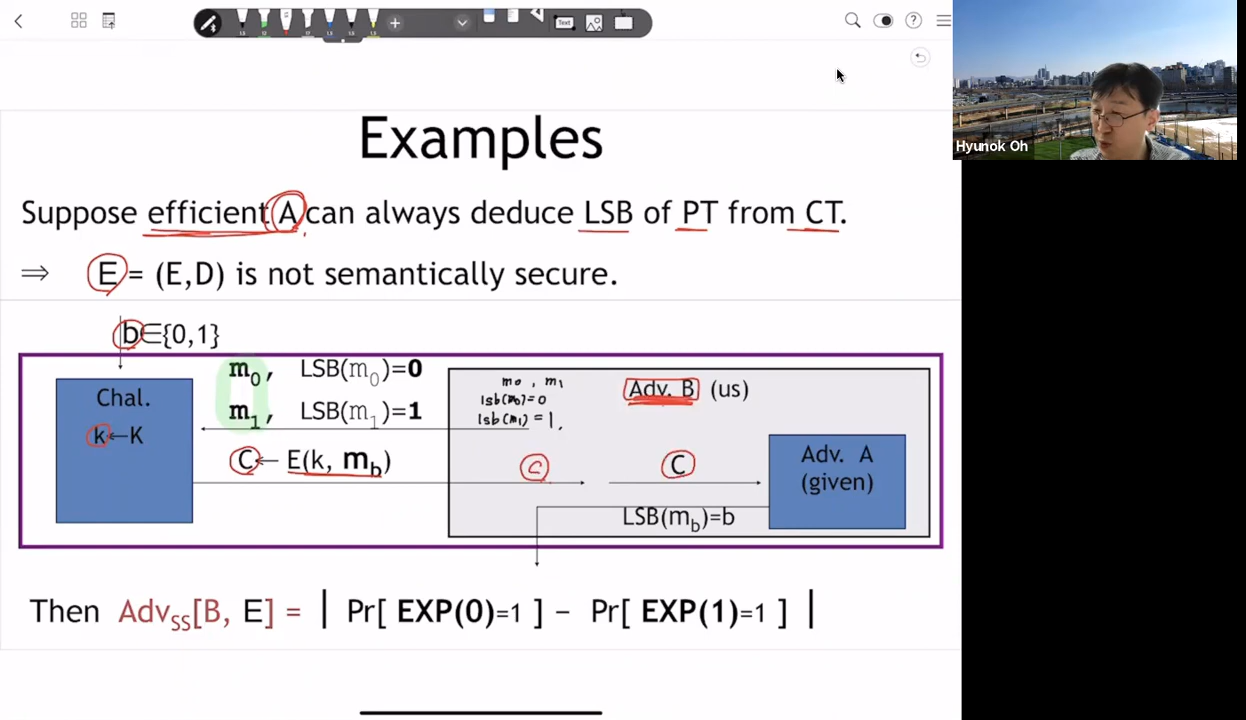 Text
Hyunok Oh
Examples
Suppose efficient A can always deduce LSB of PT from CT.
⇒ E = (E,D) is not semantically secure.
b∈{0,1}
Chal.
k←K
m₀, LSB(m₀)=0
m₁, LSB(m₁)=1
C← E(k, m_b)
m₀ , m₁
lsb(m₀)=0
lsb(m₁) = 1,
Adv. B (us)
C
C
Adv. A
(given)
LSB(m_b)=b
Then Adv_SS[B, E] = | Pr[ EXP(0)=1 ] − Pr[ EXP(1)=1 ] |